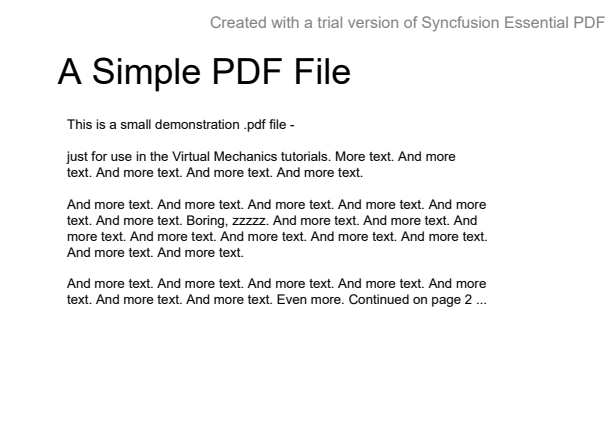 Created with a trial version of Syncfusion Essential PDF
A Simple PDF File
This is a small demonstration .pdf file -
just for use in the Virtual Mechanics tutorials. More text. And more
text. And more text. And more text. And more text.
And more text. And more text. And more text. And more text. And more
text. And more text. Boring, zzzzz. And more text. And more text. And
more text. And more text. And more text. And more text. And more text.
And more text. And more text.
And more text. And more text. And more text. And more text. And more
text. And more text. And more text. Even more. Continued on page 2 ...